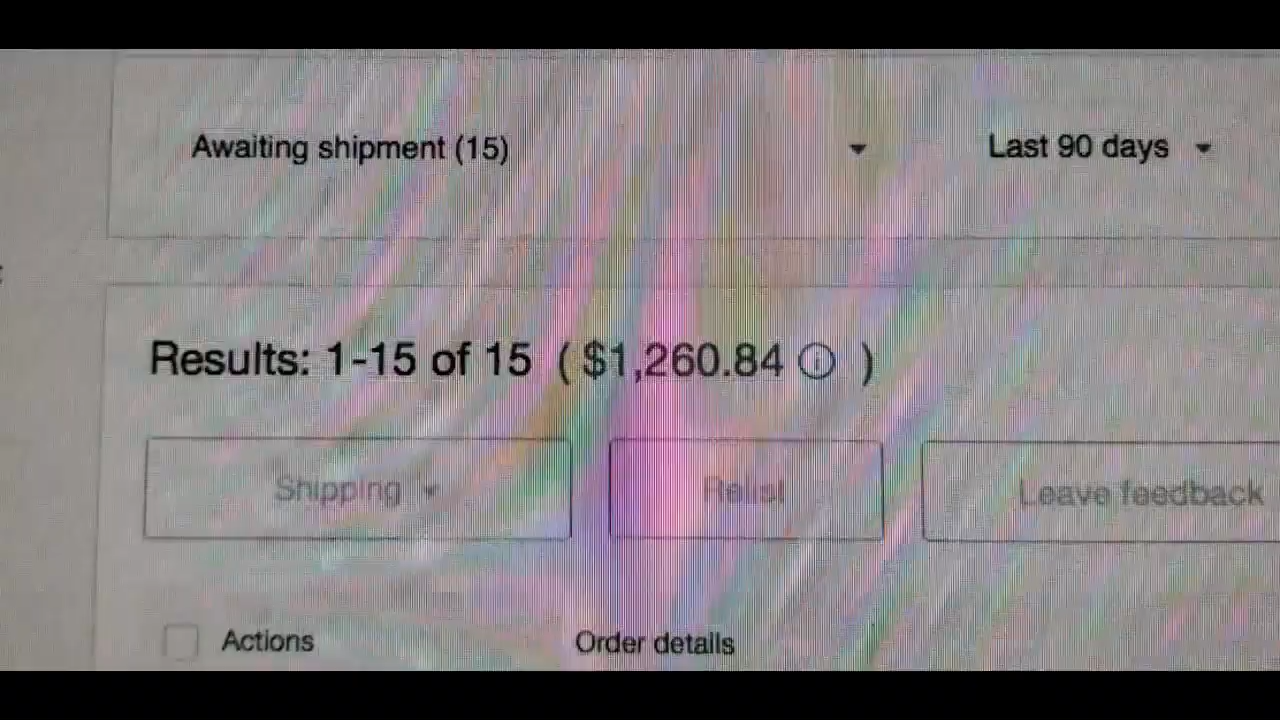 Awaiting shipment (15)
Last 90 days
Results: 1-15 of 15 ( $1,260.84 ⓘ )
Shipping
Relist
Leave feedback
Actions
Order details